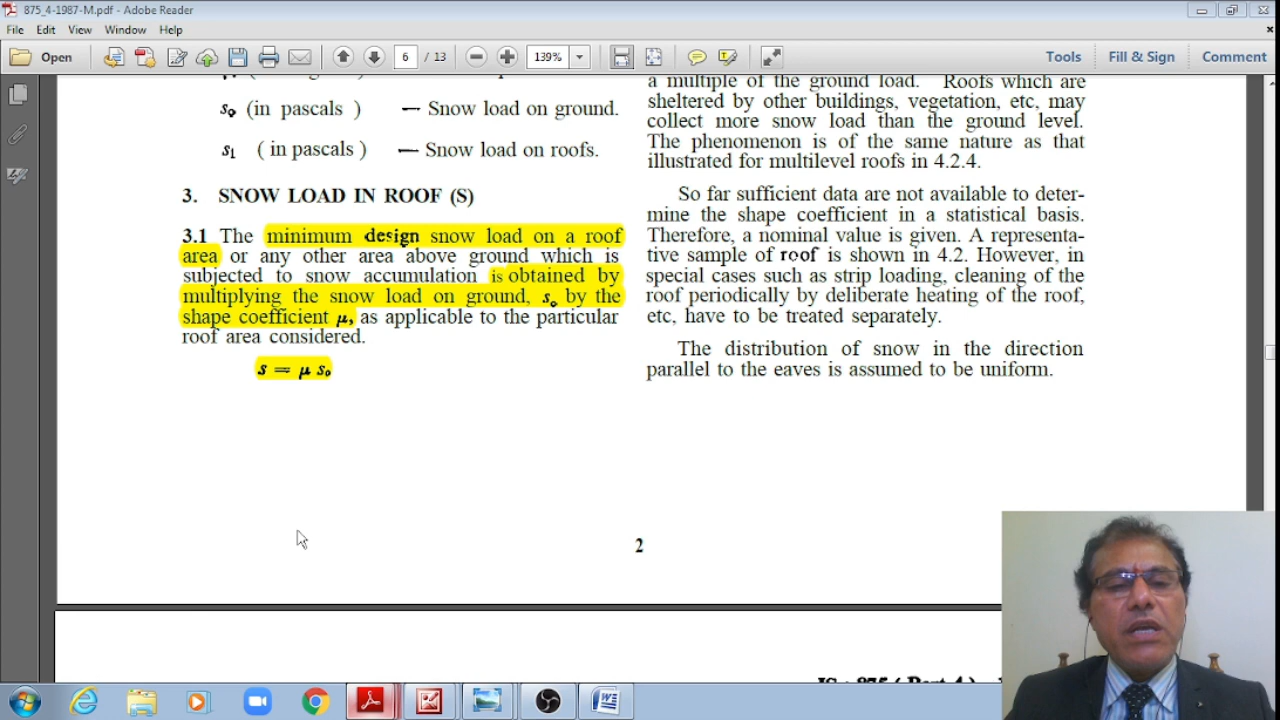 875_4-1987-M.pdf - Adobe Reader
File Edit View Window Help
Open 6 / 13 139% Tools Fill & Sign Comment
s₀ (in pascals ) — Snow load on ground.
s₁ ( in pascals ) — Snow load on roofs.
3. SNOW LOAD IN ROOF (S)
3.1 The minimum design snow load on a roof
area or any other area above ground which is
subjected to snow accumulation is obtained by
multiplying the snow load on ground, s₀ by the
shape coefficient μ, as applicable to the particular
roof area considered.
s = μ s₀
a multiple of the ground load. Roofs which are
sheltered by other buildings, vegetation, etc, may
collect more snow load than the ground level.
The phenomenon is of the same nature as that
illustrated for multilevel roofs in 4.2.4.
So far sufficient data are not available to deter-
mine the shape coefficient in a statistical basis.
Therefore, a nominal value is given. A representa-
tive sample of roof is shown in 4.2. However, in
special cases such as strip loading, cleaning of the
roof periodically by deliberate heating of the roof,
etc, have to be treated separately.
The distribution of snow in the direction
parallel to the eaves is assumed to be uniform.
2
IS : 875 ( Part 4 )